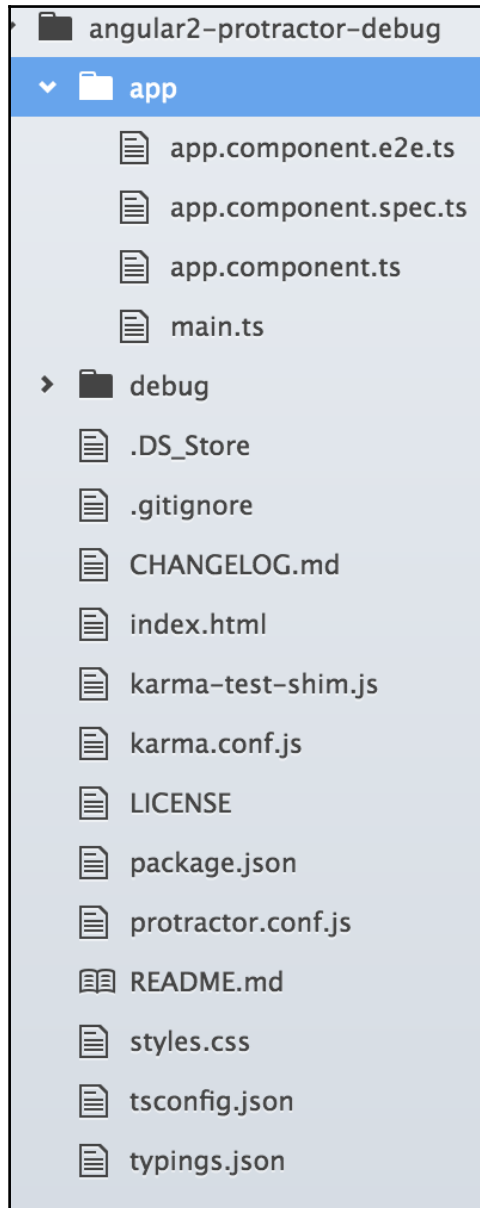 angular2-protractor-debug
app
app.component.e2e.ts
app.component.spec.ts
app.component.ts
main.ts
debug
.DS_Store
.gitignore
CHANGELOG.md
index.html
karma-test-shim.js
karma.conf.js
LICENSE
package.json
protractor.conf.js
README.md
styles.css
tsconfig.json
typings.json